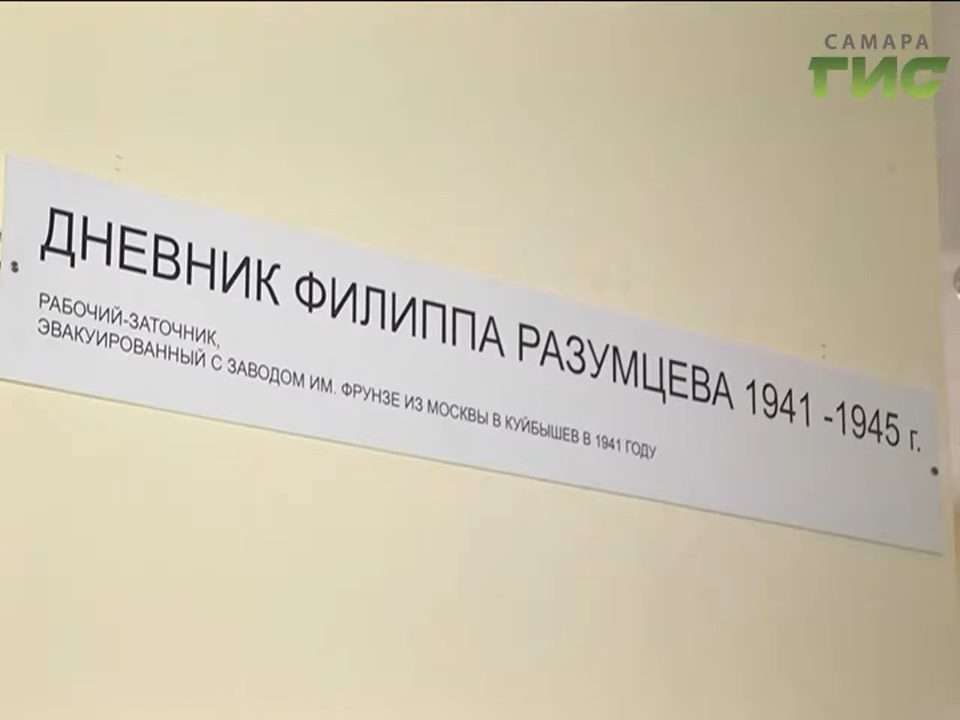 САМАРА
ГИС
ДНЕВНИК ФИЛИППА РАЗУМЦЕВА 1941 -1945 г.
РАБОЧИЙ-ЗАТОЧНИК,
ЭВАКУИРОВАННЫЙ С ЗАВОДОМ ИМ. ФРУНЗЕ ИЗ МОСКВЫ В КУЙБЫШЕВ В 1941 ГОДУ